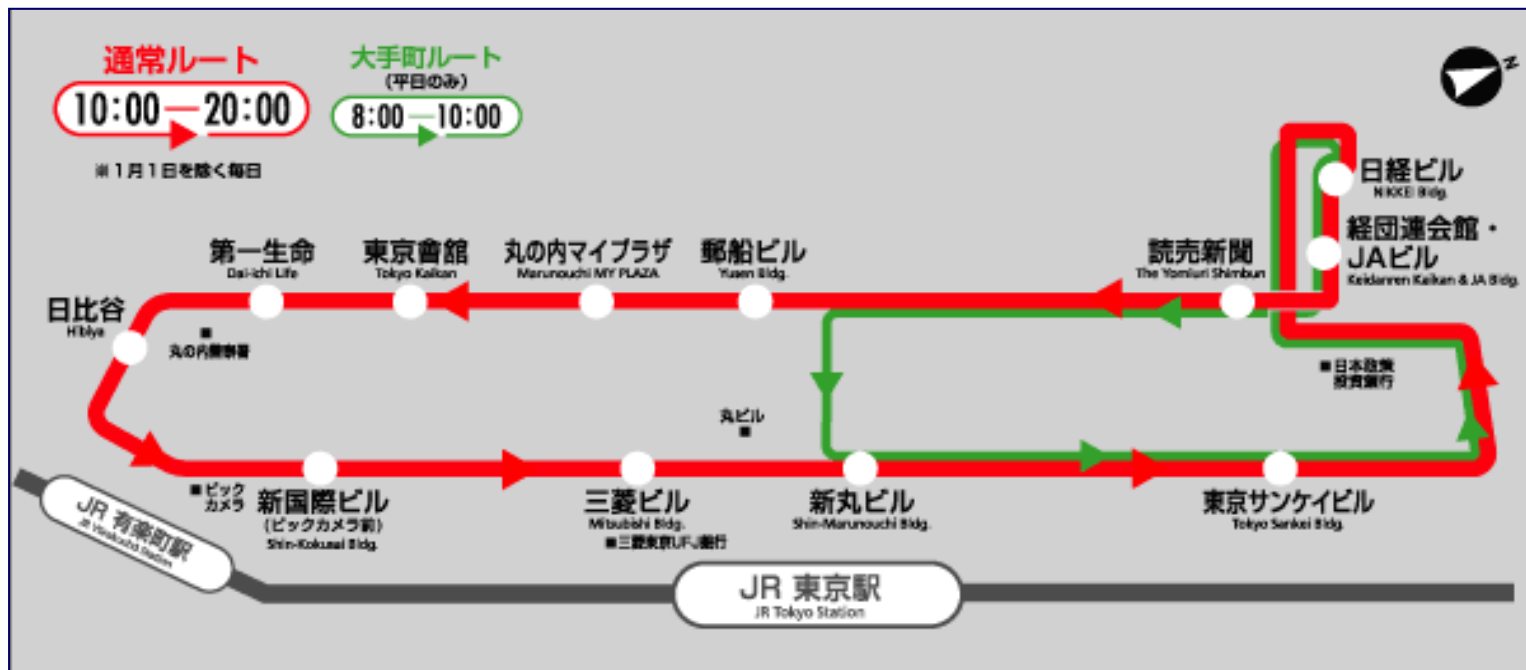 通常ルート
10:00—20:00
※1月1日を除く毎日
大手町ルート
(平日のみ)
8:00—10:00
N
日経ビル
NIKKEI Bldg.
経団連会館・
JAビル
Keidanren Kaikan & JA Bldg.
第一生命
Dai-ichi Life
東京會舘
Tokyo Kaikan
丸の内マイプラザ
Marunouchi MY PLAZA
郵船ビル
Yusen Bldg.
読売新聞
The Yomiuri Shimbun
日比谷
Hibiya
■
丸の内警察署
■日本政策
投資銀行
丸ビル
■
■ビック
カメラ
新国際ビル
(ビックカメラ前)
Shin-Kokusai Bldg.
三菱ビル
Mitsubishi Bldg.
■三菱東京UFJ銀行
新丸ビル
Shin-Marunouchi Bldg.
東京サンケイビル
Tokyo Sankei Bldg.
JR 有楽町駅
JR Yurakucho Station
JR 東京駅
JR Tokyo Station